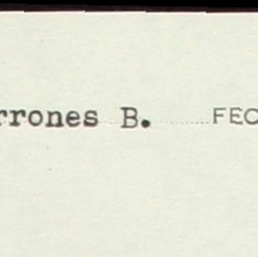 rrones B. ........FEC